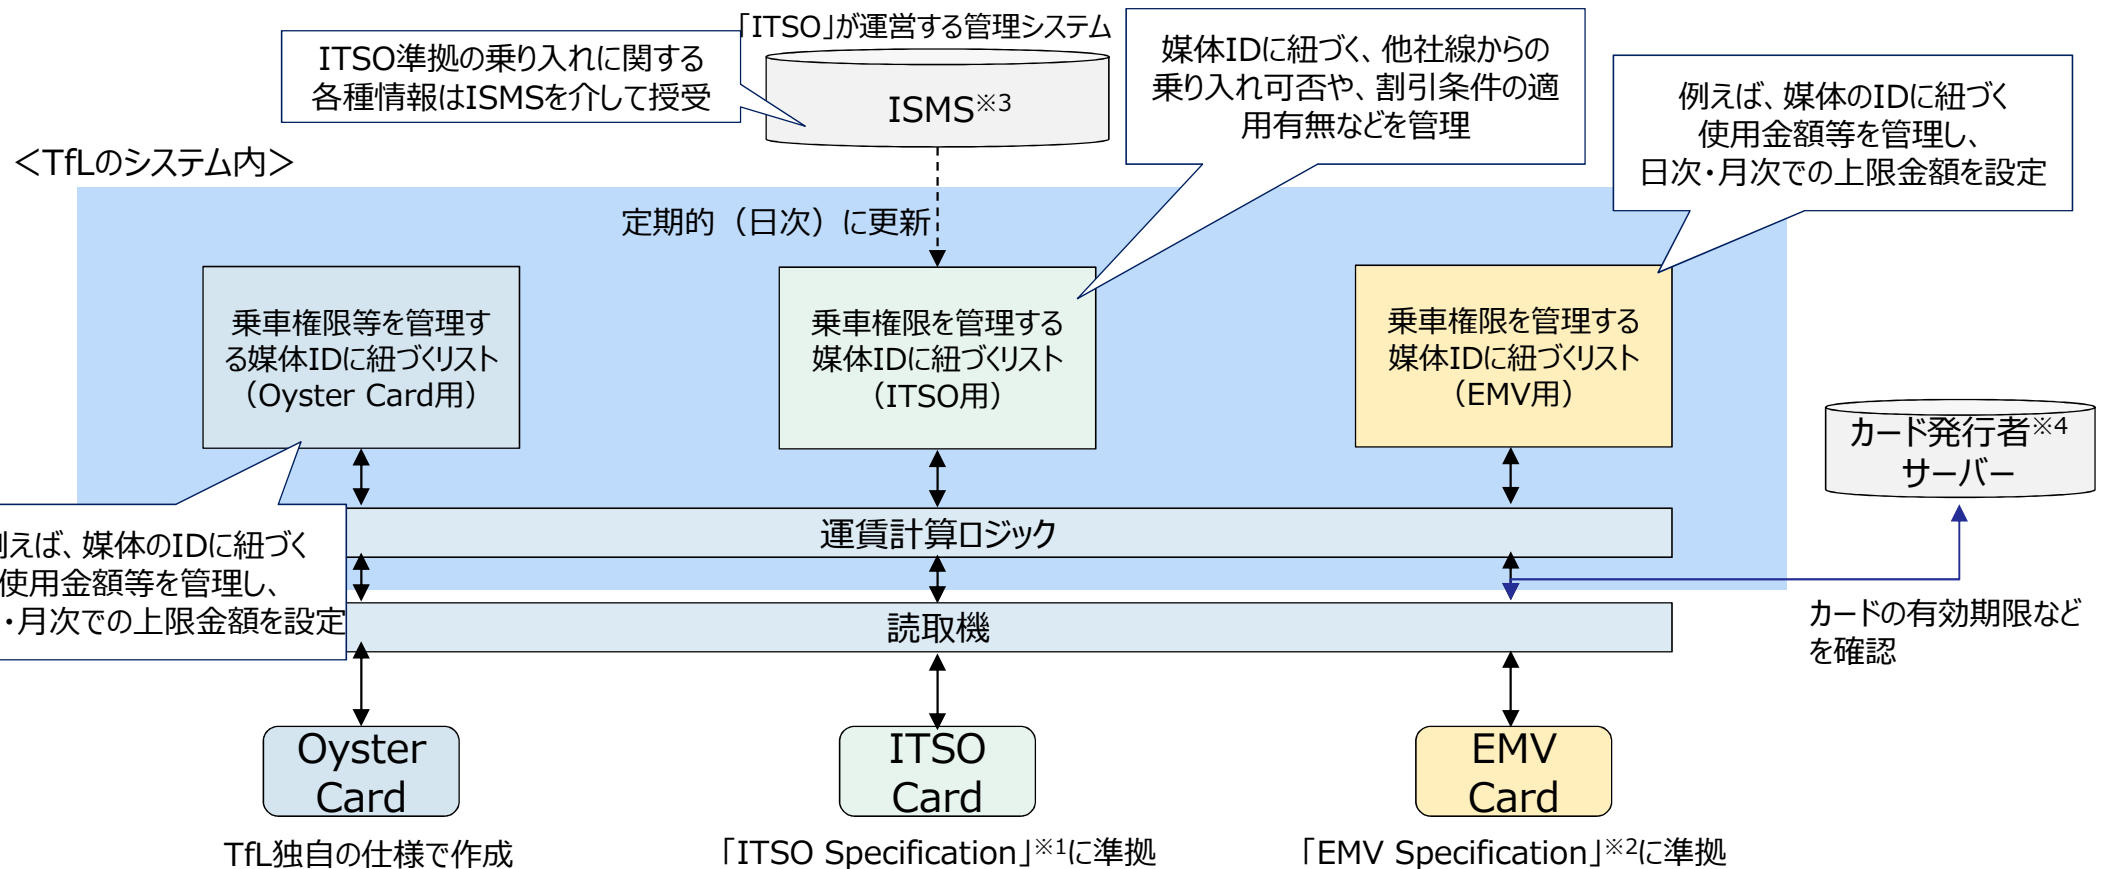 「ITSO」が運営する管理システム
ITSO準拠の乗り入れに関する
各種情報はISMSを介して授受
ISMS※3
媒体IDに紐づく、他社線からの
乗り入れ可否や、割引条件の適
用有無などを管理
例えば、媒体のIDに紐づく
使用金額等を管理し、
日次・月次での上限金額を設定
＜TfLのシステム内＞
定期的（日次）に更新
乗車権限等を管理す
る媒体IDに紐づくリスト
（Oyster Card用）
乗車権限を管理する
媒体IDに紐づくリスト
（ITSO用）
乗車権限を管理する
媒体IDに紐づくリスト
（EMV用）
カード発行者※4
サーバー
運賃計算ロジック
えば、媒体のIDに紐づく
使用金額等を管理し、
・月次での上限金額を設定
読取機
カードの有効期限など
を確認
Oyster
Card
ITSO
Card
EMV
Card
TfL独自の仕様で作成
「ITSO Specification」※1に準拠
「EMV Specification」※2に準拠